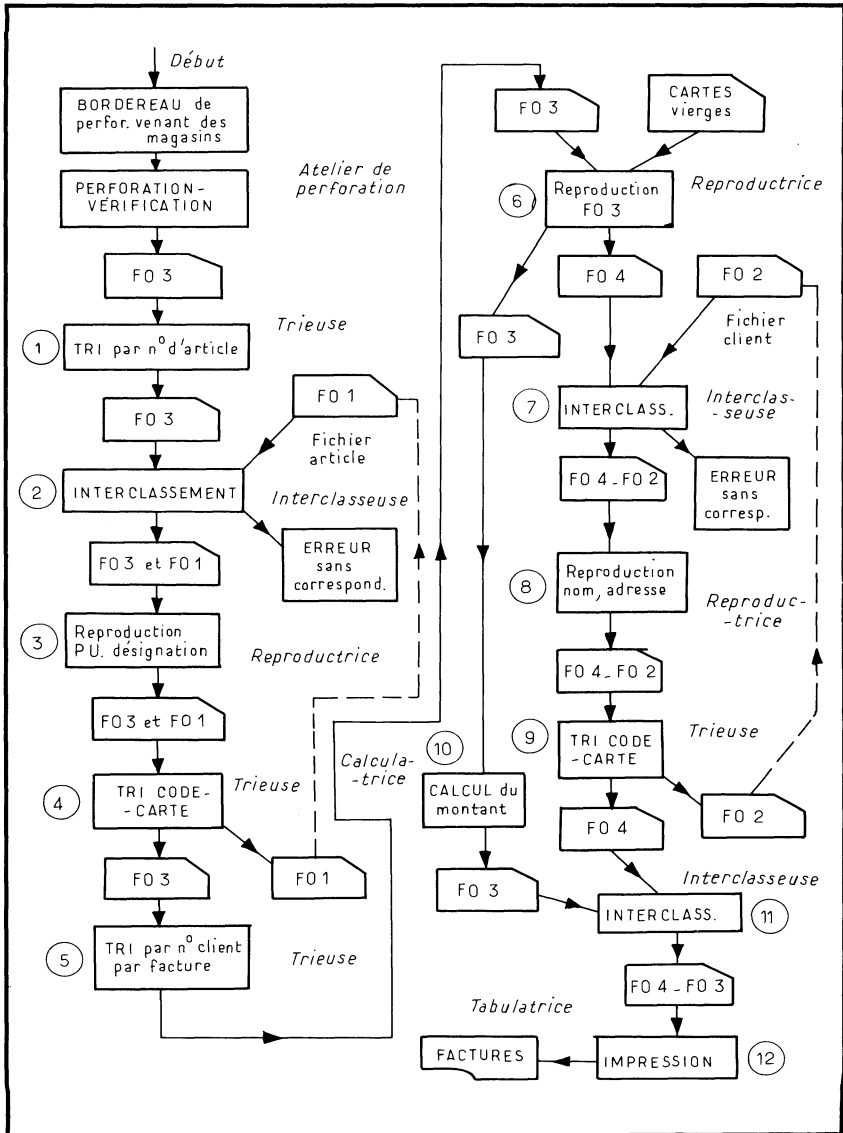 Début
BORDEREAU de
perfor. venant des
magasins
Atelier de
perforation
PERFORATION-
VÉRIFICATION
FO 3
1
TRI par n° d'article
Trieuse
FO 3
FO 1
Fichier
article
2
INTERCLASSEMENT
Interclasseuse
FO 3 et FO 1
ERREUR
sans
correspond.
3
Reproduction
P.U. désignation
Reproductrice
FO 3 et FO 1
4
TRI CODE-
-CARTE
Trieuse
FO 3
FO 1
5
TRI par n° client
par facture
Trieuse
FO 3
CARTES
vierges
6
Reproduction
FO 3
Reproductrice
FO 4
FO 2
Fichier
client
FO 3
7
INTERCLASS.
Interclas-
-seuse
FO 4_FO 2
ERREUR
sans
corresp.
8
Reproduction
nom, adresse
Reproduc-
-trice
FO 4_FO 2
9
TRI CODE
-CARTE
Trieuse
FO 2
FO 4
10
Calcula-
-trice
CALCUL du
montant
FO 3
Interclasseuse
INTERCLASS.
11
FO 4_FO 3
Tabulatrice
FACTURES
IMPRESSION
12